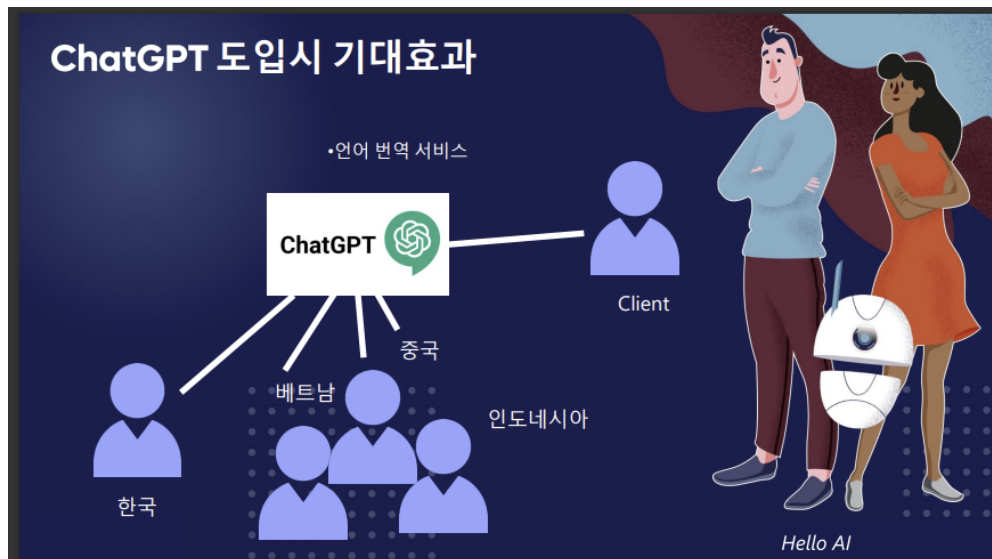 ChatGPT 도입시 기대효과
•언어 번역 서비스
ChatGPT
Client
중국
베트남
인도네시아
한국
Hello AI